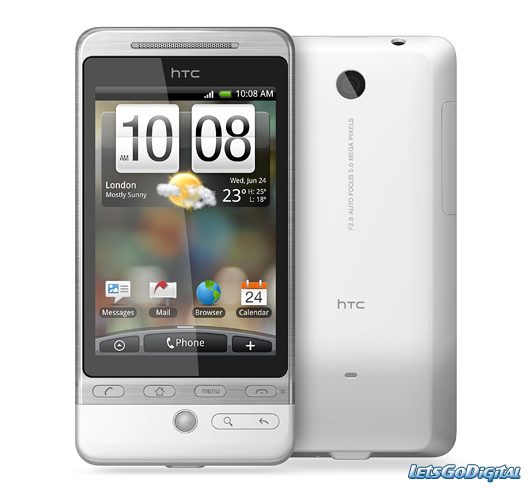 hTC
10:08 AM
AM 10 08
London
Mostly Sunny
Wed, Jun 24
23° H: 25°
L: 18°
Messages Mail Browser 24 Calendar
Phone
MENU
F2.8 AUTO FOCUS 5.0 MEGA PIXELS
hTC
LETSGODIGITAL